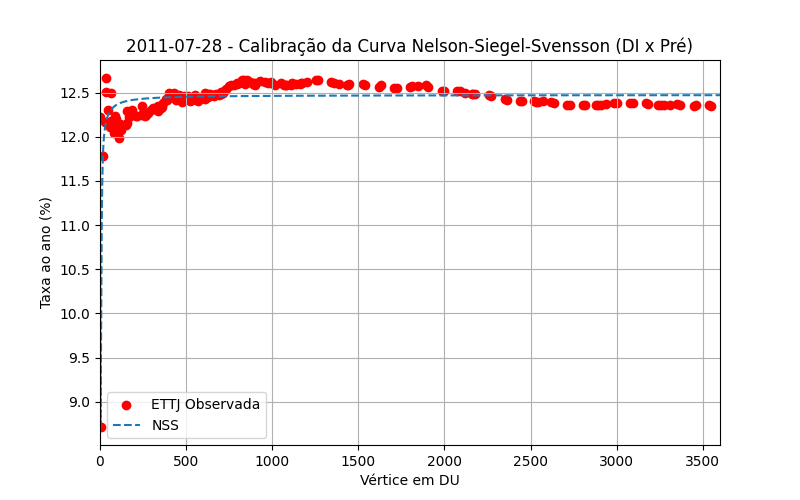 2011-07-28 - Calibração da Curva Nelson-Siegel-Svensson (DI x Pré)
Taxa ao ano (%)
12.5
12.0
11.5
11.0
10.5
10.0
9.5
9.0
ETTJ Observada
NSS
0 500 1000 1500 2000 2500 3000 3500
Vértice em DU